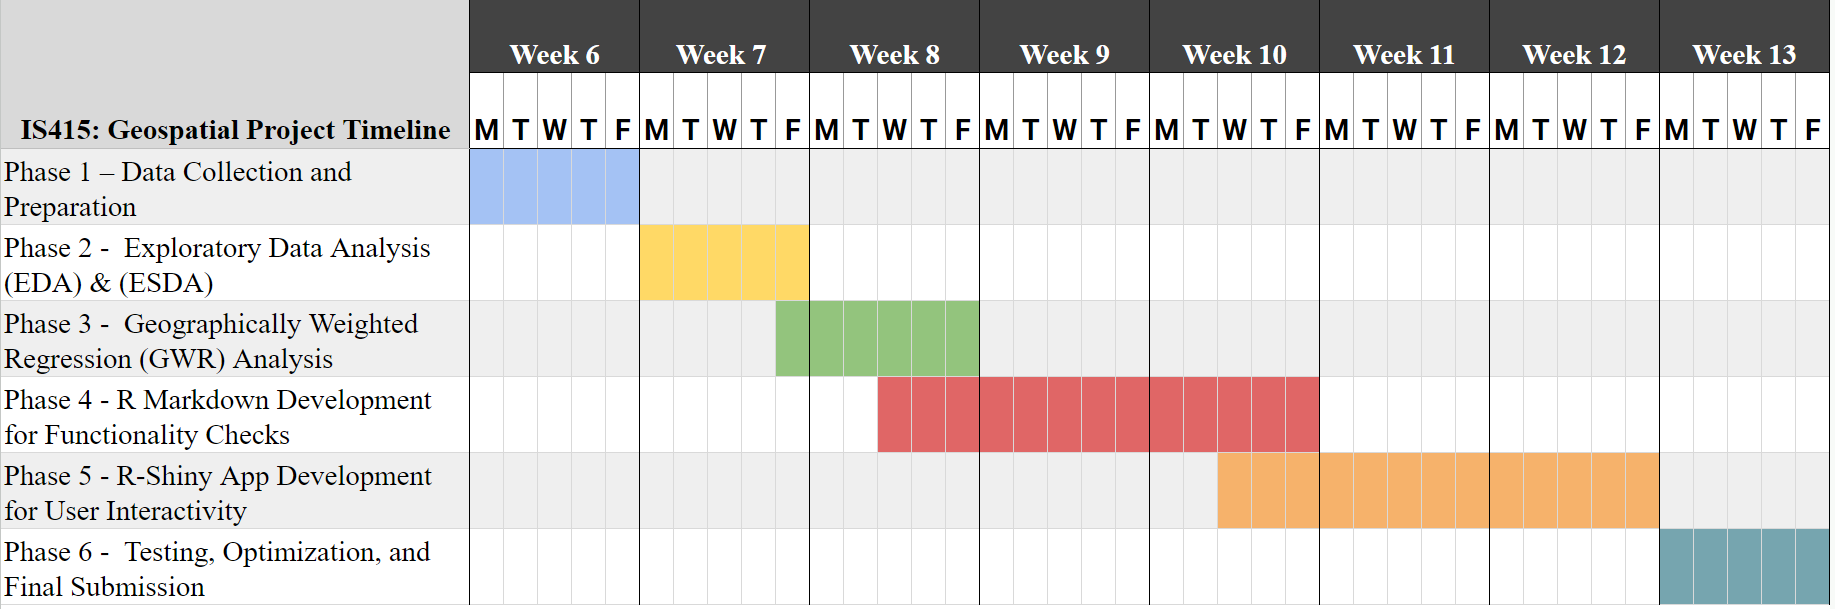 Week 6 Week 7 Week 8 Week 9 Week 10 Week 11 Week 12 Week 13
IS415: Geospatial Project Timeline M T W T F M T W T F M T W T F M T W T F M T W T F M T W T F M T W T F M T W T F
Phase 1 – Data Collection and
Preparation
Phase 2 -  Exploratory Data Analysis
(EDA) & (ESDA)
Phase 3 -  Geographically Weighted
Regression (GWR) Analysis
Phase 4 - R Markdown Development
for Functionality Checks
Phase 5 - R-Shiny App Development
for User Interactivity
Phase 6 -  Testing, Optimization, and
Final Submission